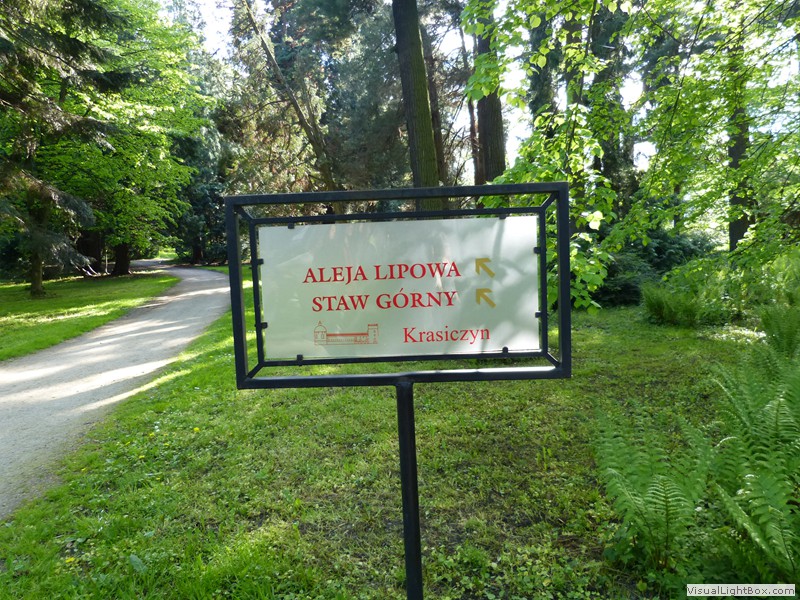 ALEJA LIPOWA
STAW GÓRNY
Krasiczyn
VisualLightBox.com